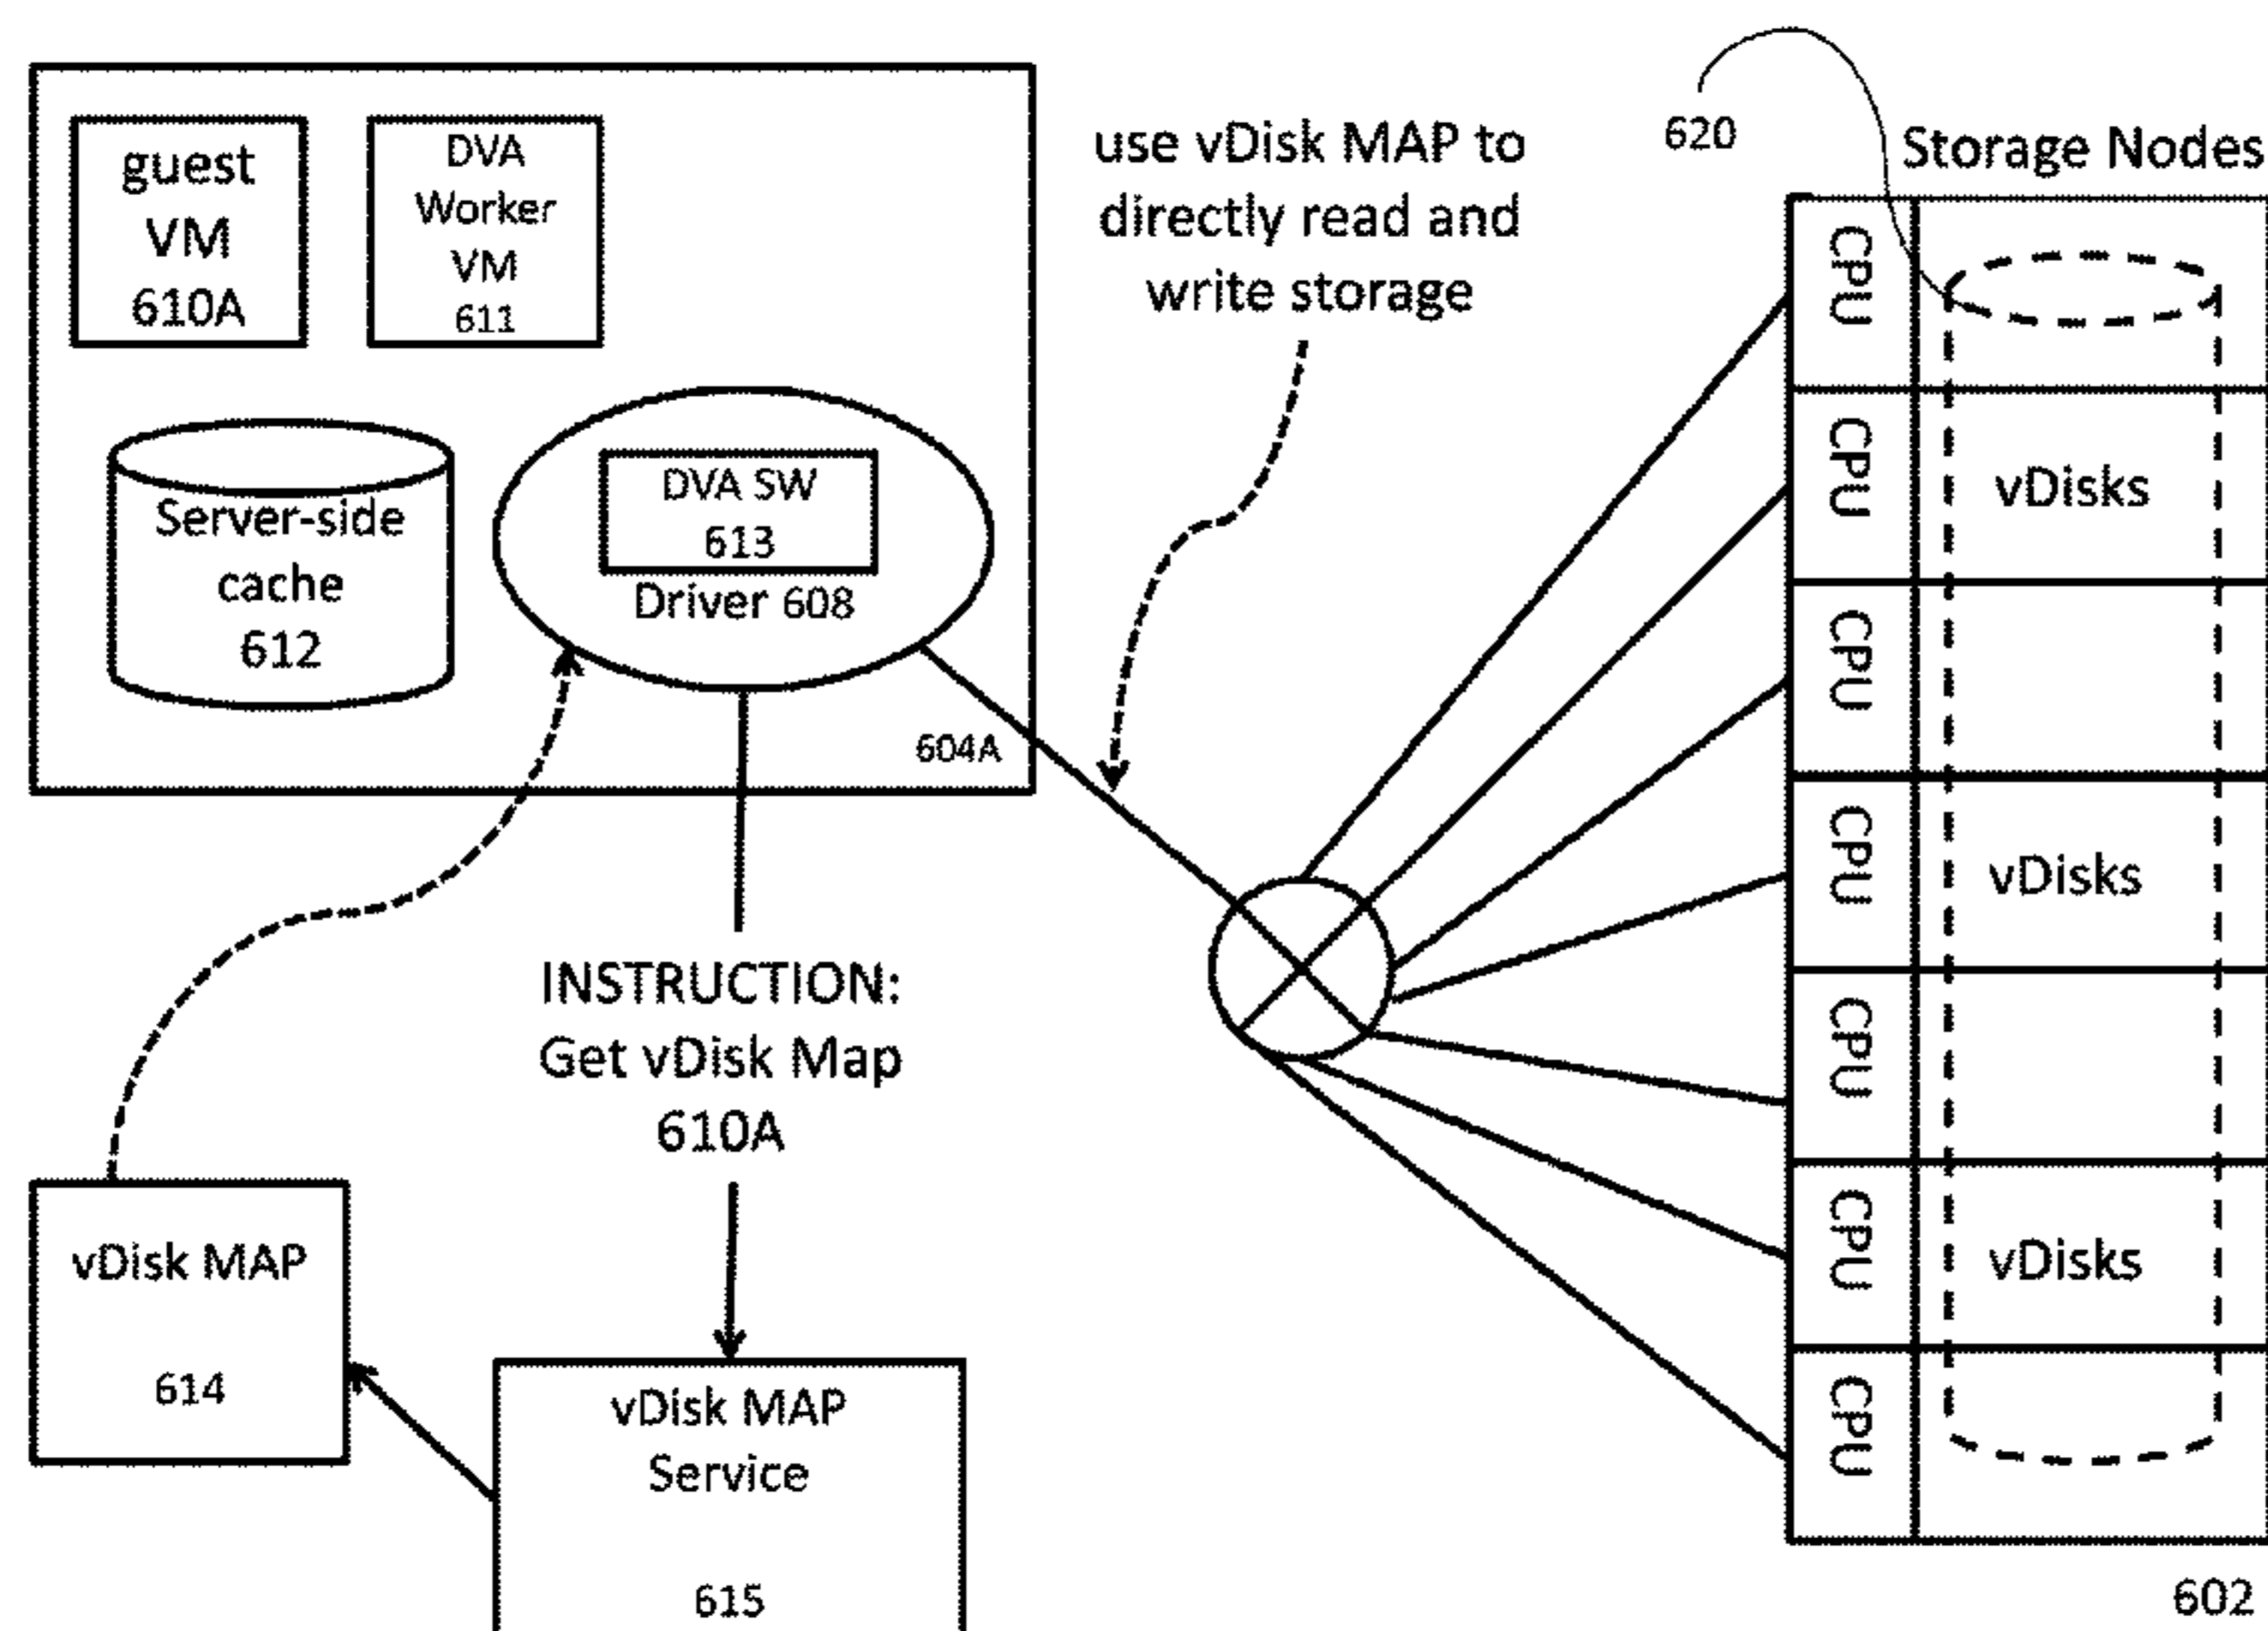 guest
VM
610A
DVA
Worker
VM
611
Server-side
cache
612
DVA SW
613
Driver 608
604A
use vDisk MAP to
directly read and
write storage
620
Storage Nodes
CPU
CPU
vDisks
CPU
CPU
vDisks
CPU
CPU
vDisks
CPU
602
INSTRUCTION:
Get vDisk Map
610A
vDisk MAP
614
vDisk MAP
Service
615